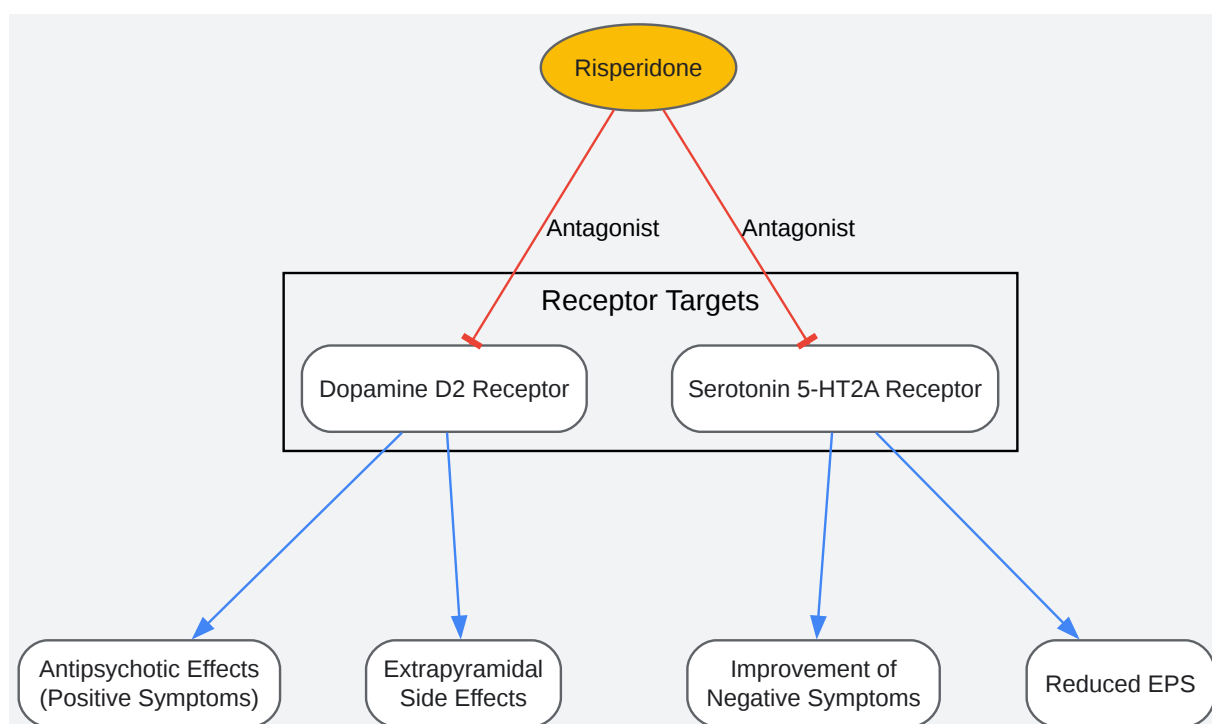 Risperidone
Antagonist
Antagonist
Receptor Targets
Dopamine D2 Receptor
Serotonin 5-HT2A Receptor
Antipsychotic Effects
(Positive Symptoms)
Extrapyramidal
Side Effects
Improvement of
Negative Symptoms
Reduced EPS